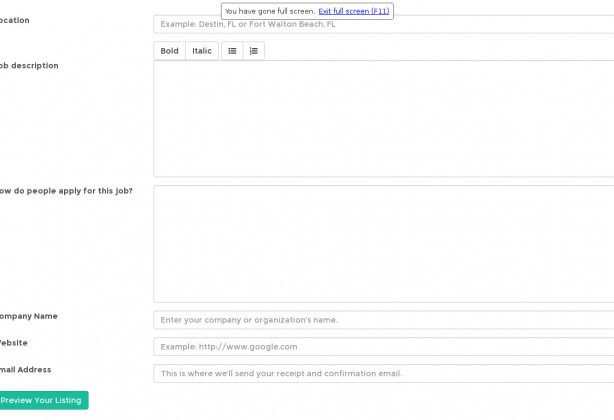 You have gone full screen. Exit full screen (F11)
ocation
Example: Destin, FL or Fort Walton Beach, FL
Bold Italic
ob description
ow do people apply for this job?
ompany Name
Enter your company or organization's name.
ebsite
Example: http://www.google.com
mail Address
This is where we'll send your receipt and confirmation email.
Preview Your Listing